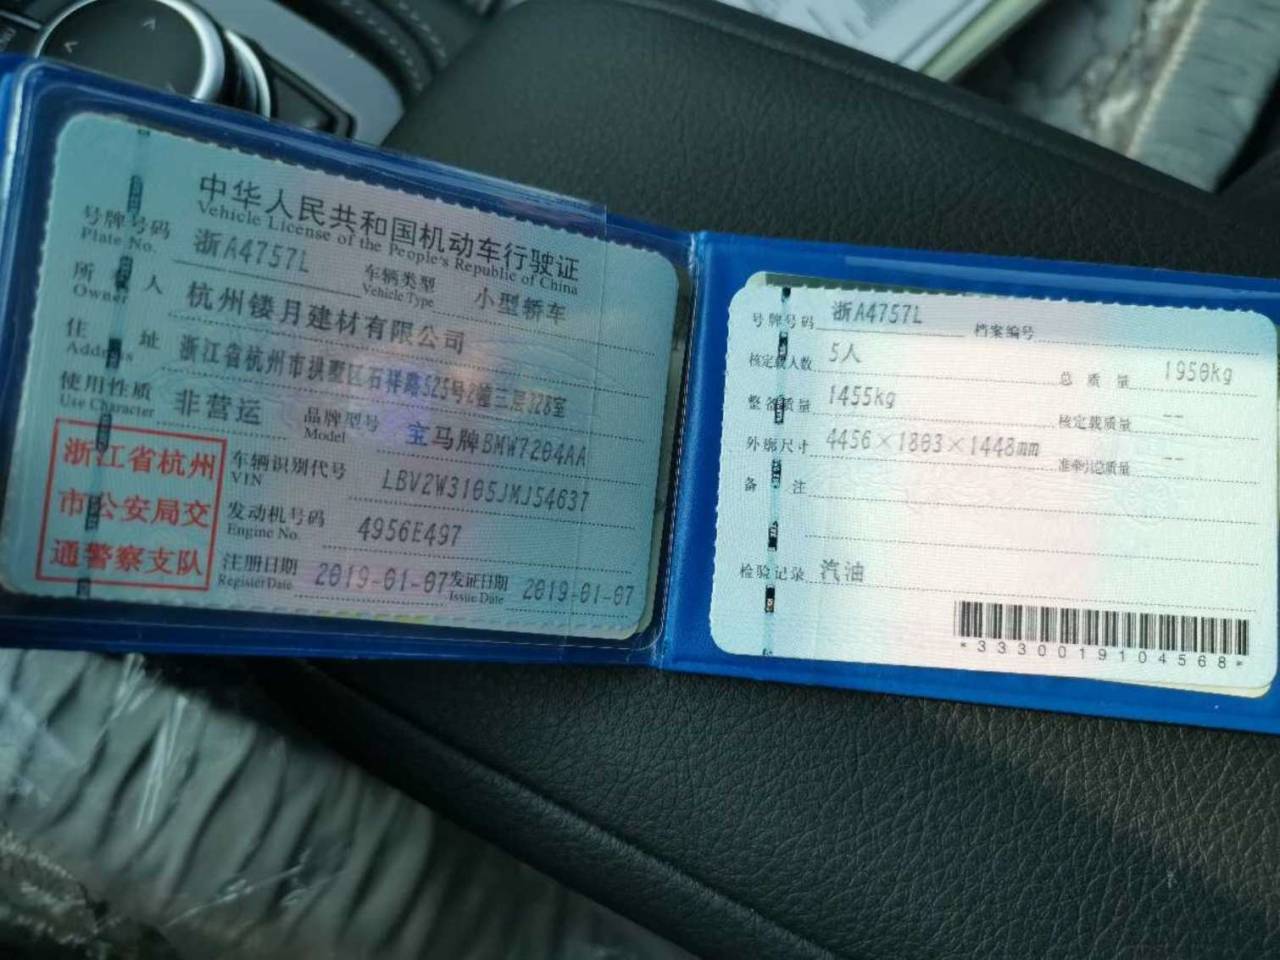 中华人民共和国机动车行驶证
Vehicle License of the People's Republic of China
号牌号码 浙A4757L 车辆类型 小型轿车
Plate No. Vehicle Type
所有人 杭州镂月建材有限公司
Owner
住址 浙江省杭州市拱墅区石祥路525号2幢三层328室
Address
使用性质 非营运 品牌型号 宝马牌BMW7204AA
Use Character Model
浙江省杭州
市公安局交
通警察支队
车辆识别代号 LBV2W3105JMJ54637
VIN
发动机号码 4956E497
Engine No.
注册日期 2019-01-07 发证日期 2019-01-07
Register Date Issue Date
号牌号码 浙A4757L 档案编号
核定载人数 5人 总质量 1950kg
整备质量 1455kg 核定载质量 --
外廓尺寸 4456×1803×1448mm 准牵引总质量 --
备注
检验记录 汽油
*3330019104568*